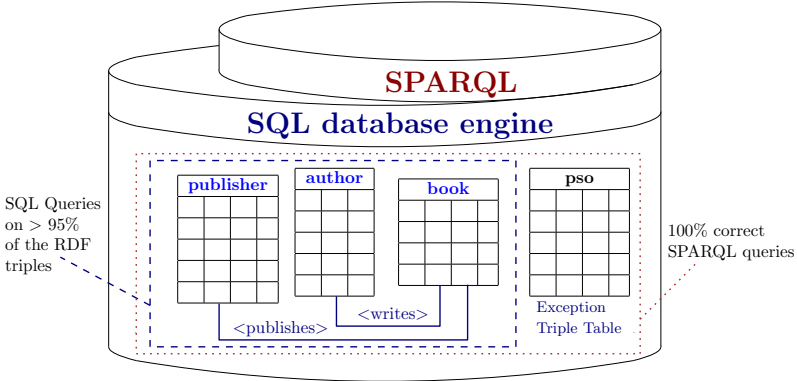 SPARQL
SQL database engine
publisher
author
book
pso
SQL Queries
on > 95%
of the RDF
triples
100% correct
SPARQL queries
<publishes>
<writes>
Exception
Triple Table